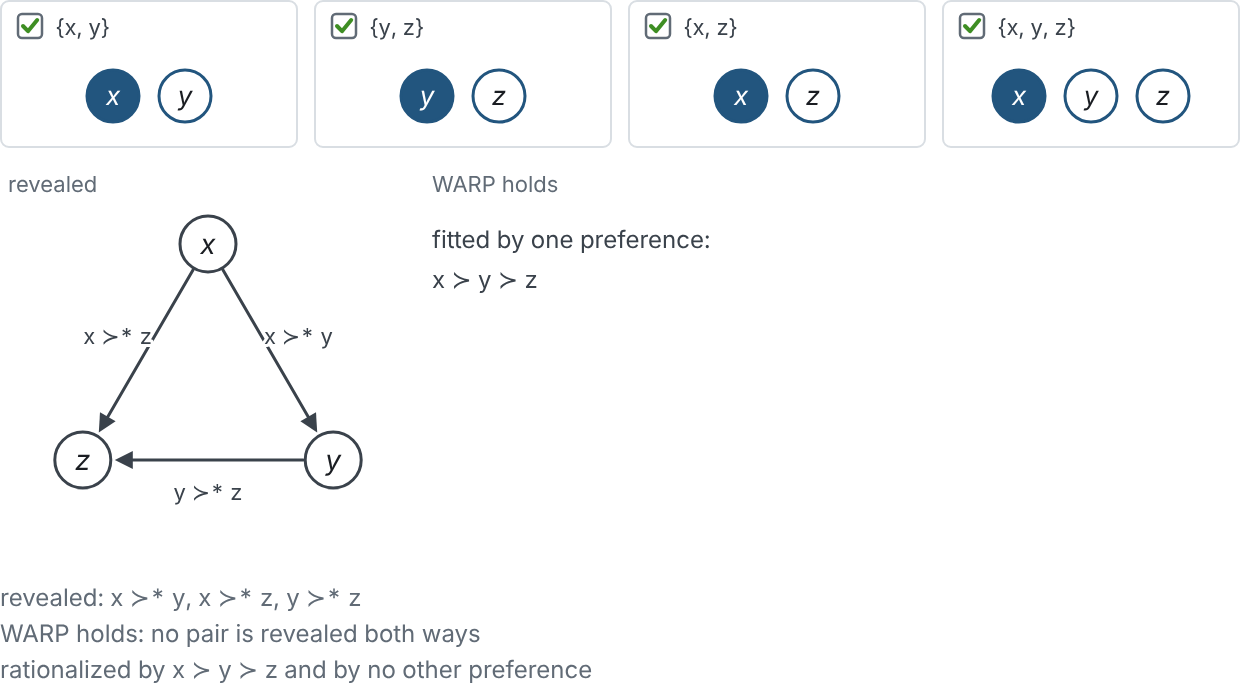 {x, y}
{y, z}
{x, z}
{x, y, z}
x y
y z
x z
x y z
revealed
WARP holds
x
fitted by one preference:
x ≻ y ≻ z
x ≻* z
x ≻* y
z
y
y ≻* z
revealed: x ≻* y, x ≻* z, y ≻* z
WARP holds: no pair is revealed both ways
rationalized by x ≻ y ≻ z and by no other preference